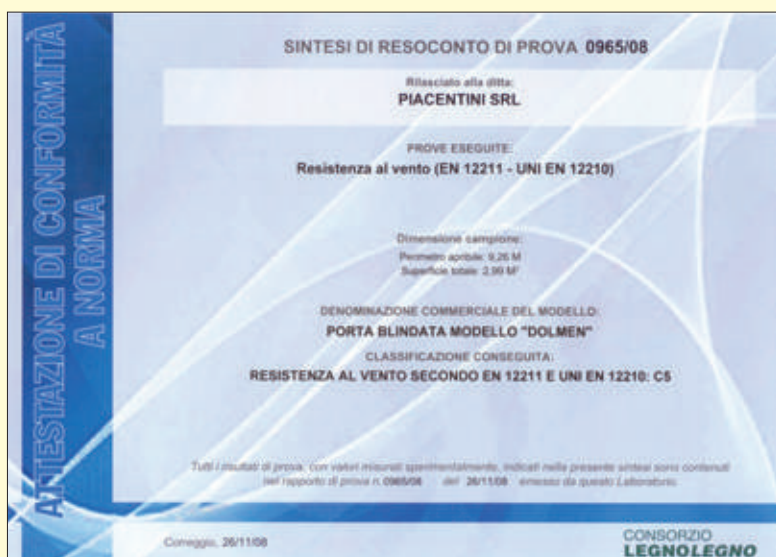 ATTESTAZIONE DI CONFORMITÀ
A NORMA
SINTESI DI RESOCONTO DI PROVA 0965/08
Rilasciato alla ditta:
PIACENTINI SRL
PROVE ESEGUITE:
Resistenza al vento (EN 12211 - UNI EN 12210)
Dimensione campione:
Perimetro apribile: 9,26 M
Superficie totale: 2,99 M²
DENOMINAZIONE COMMERCIALE DEL MODELLO:
PORTA BLINDATA MODELLO "DOLMEN"
CLASSIFICAZIONE CONSEGUITA:
RESISTENZA AL VENTO SECONDO EN 12211 E UNI EN 12210: C5
Tutti i risultati di prova, con valori misurati sperimentalmente, indicati nella presente sintesi sono contenuti
nel rapporto di prova n. 0965/08 del 26/11/08 emesso da questo Laboratorio.
Correggio, 26/11/08
CONSORZIO
LEGNOLEGNO